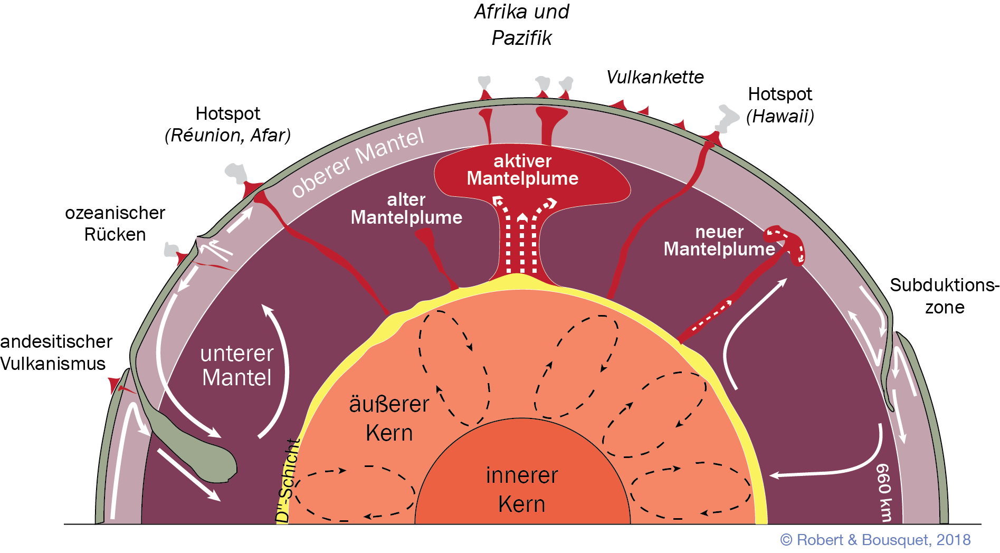 Afrika und
Pazifik
Vulkankette
Hotspot
(Hawaii)
Hotspot
(Réunion, Afar)
oberer Mantel
aktiver
Mantelplume
alter
Mantelplume
ozeanischer
Rücken
neuer
Mantelplume
Subduktions-
zone
andesitischer
Vulkanismus
unterer
Mantel
äußerer
Kern
D"-Schicht
innerer
Kern
660 km
© Robert & Bousquet, 2018